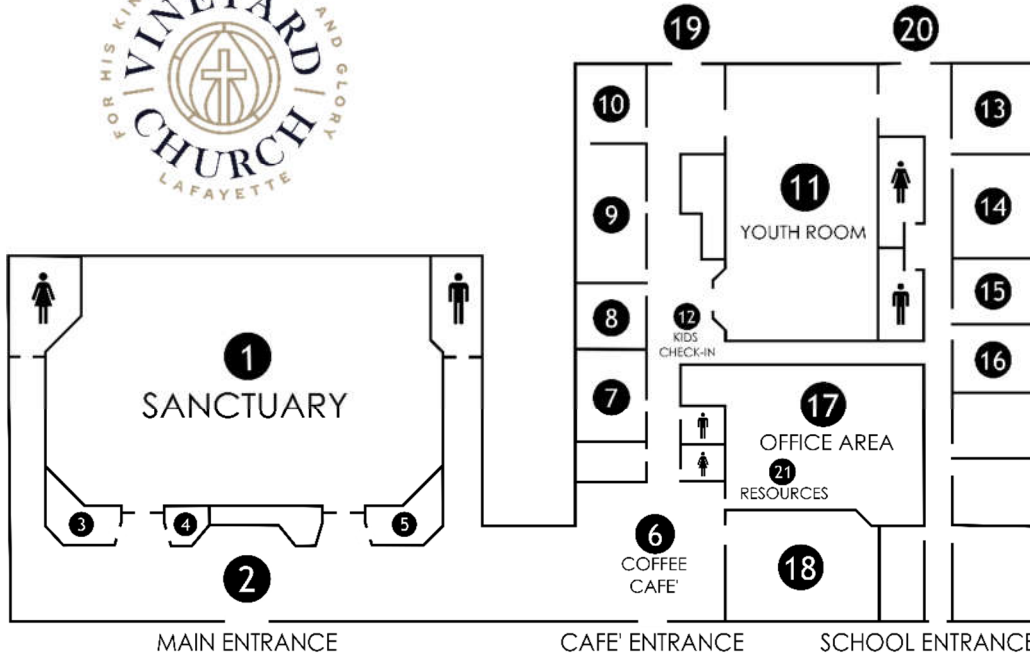 FOR HIS KIN
AND GLORY
VINEYARD
CHURCH
LAFAYETTE
19
20
10
13
11
YOUTH ROOM
14
9
15
8
12
KIDS
CHECK-IN
16
1
SANCTUARY
7
17
OFFICE AREA
21
RESOURCES
3
4
5
6
COFFEE
CAFE'
18
2
MAIN ENTRANCE
CAFE' ENTRANCE
SCHOOL ENTRANCE